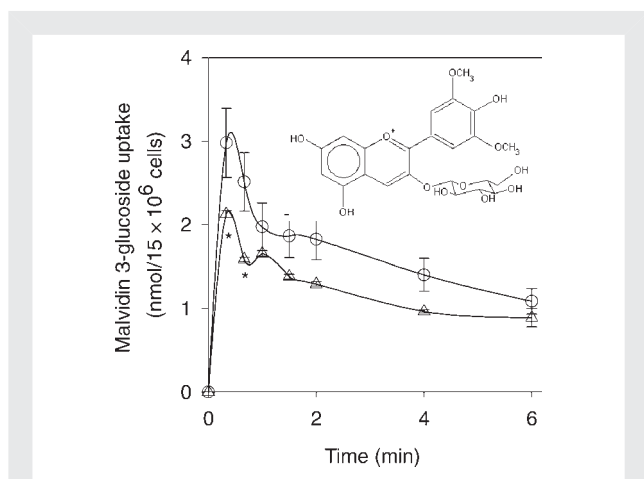 4
3
2
1
0
0
2
4
6
Malvidin 3-glucoside uptake
(nmol/15 × 10⁶ cells)
Time (min)
OCH₃
OH
HO
O⁺
OCH₃
O
O
OH
HO
OH
OH
OH
*
*